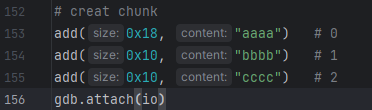 152 # creat chunk
153 add( size: 0x18, content: "aaaa") # 0
154 add( size: 0x10, content: "bbbb") # 1
155 add( size: 0x10, content: "cccc") # 2
156 gdb.attach(io)